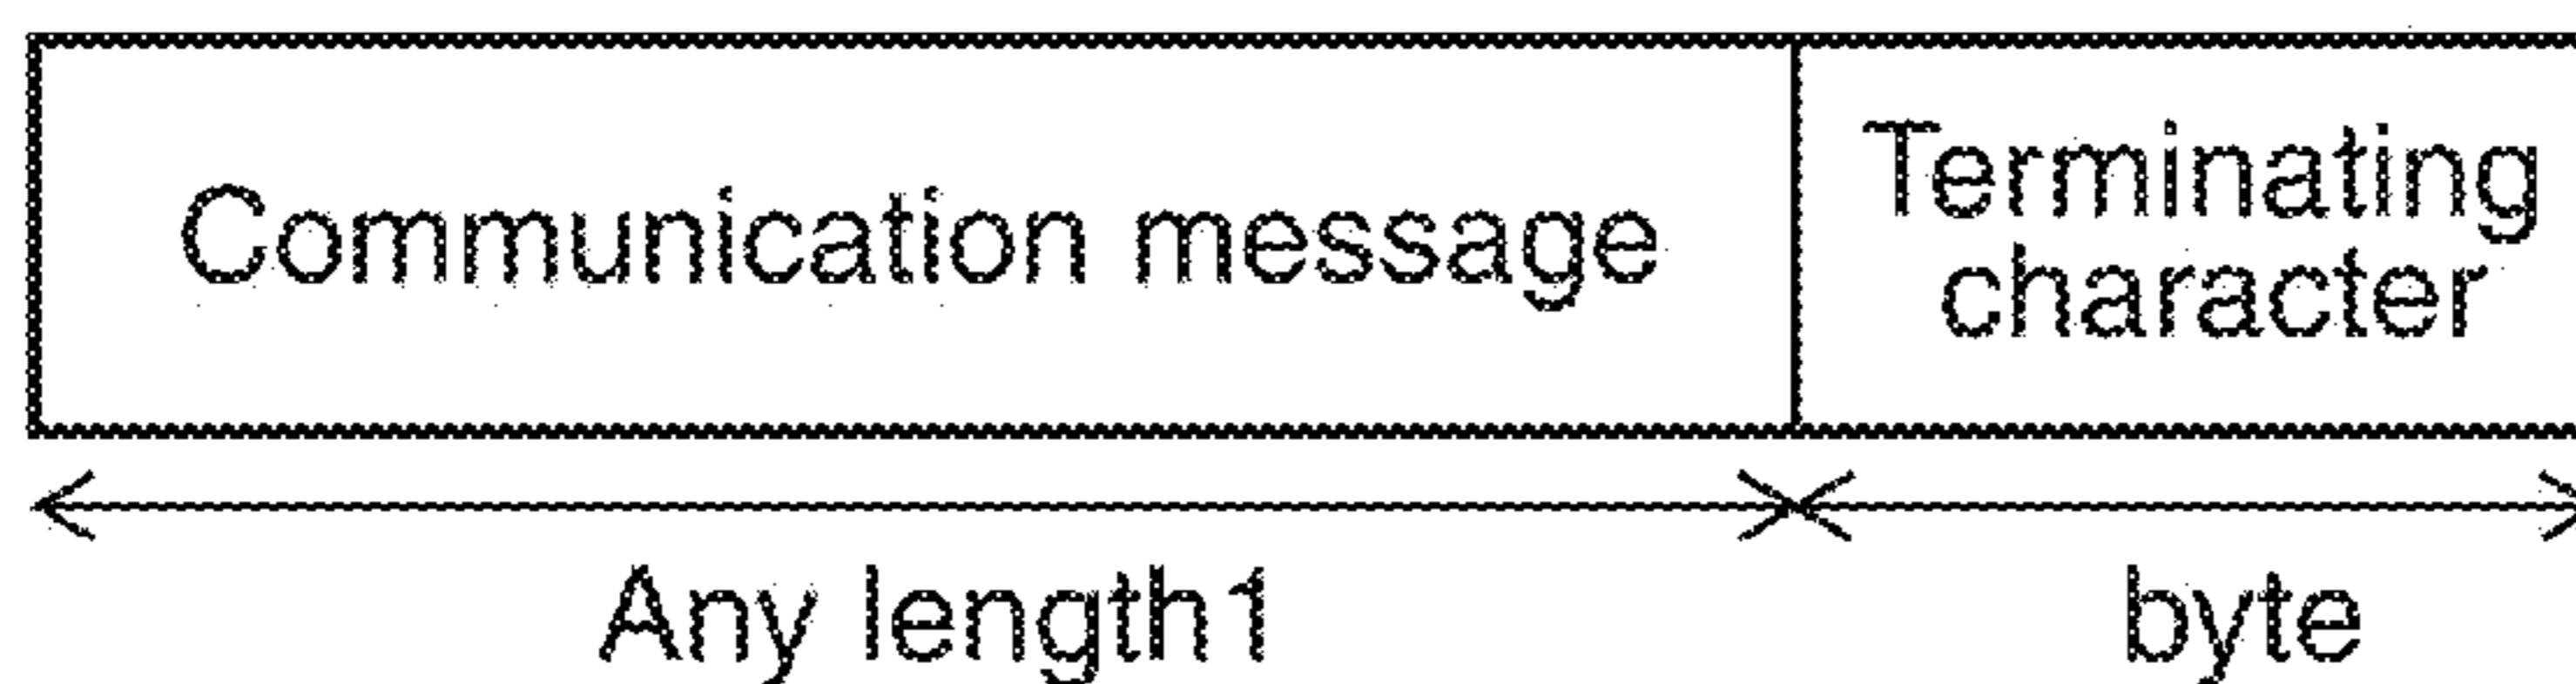 Communication message
Terminating
character
Any length1
byte